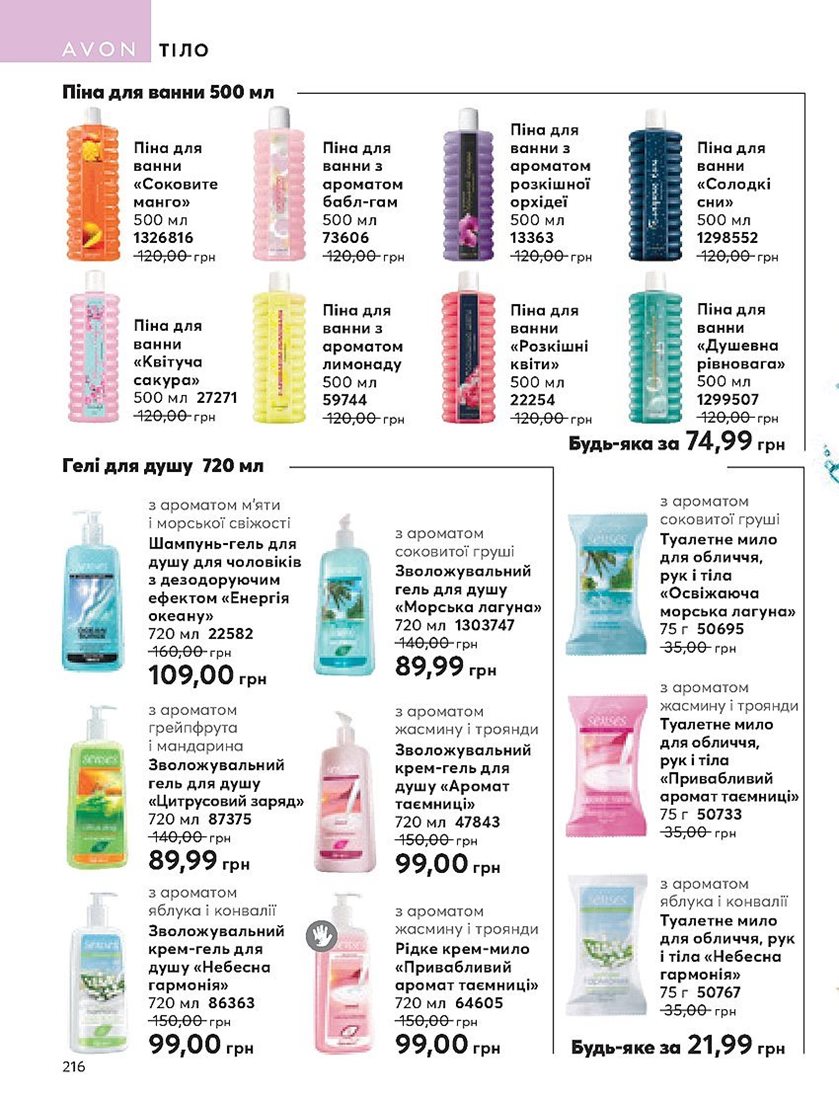 AVON ТІЛО
Піна для ванни 500 мл
Піна для
ванни
«Соковите
манго»
500 мл
1326816
120,00 грн
Піна для
ванни з
ароматом
бабл-гам
500 мл
73606
120,00 грн
Піна для
ванни з
ароматом
розкішної
орхідеї
500 мл
13363
120,00 грн
Піна для
ванни
«Солодкі
сни»
500 мл
1298552
120,00 грн
Піна для
ванни
«Квітуча
сакура»
500 мл 27271
120,00 грн
Піна для
ванни з
ароматом
лимонаду
500 мл
59744
120,00 грн
Піна для
ванни
«Розкішні
квіти»
500 мл
22254
120,00 грн
Піна для
ванни
«Душевна
рівновага»
500 мл
1299507
120,00 грн
Будь-яка за 74,99 грн
Гелі для душу 720 мл
з ароматом м'яти
і морської свіжості
Шампунь-гель для
душу для чоловіків
з дезодоруючим
ефектом «Енергія
океану»
720 мл 22582
160,00 грн
109,00 грн
з ароматом
соковитої груші
Зволожувальний
гель для душу
«Морська лагуна»
720 мл 1303747
140,00 грн
89,99 грн
з ароматом
грейпфрута
і мандарина
Зволожувальний
гель для душу
«Цитрусовий заряд»
720 мл 87375
140,00 грн
89,99 грн
з ароматом
жасмину і троянди
Зволожувальний
крем-гель для
душу «Аромат
таємниці»
720 мл 47843
150,00 грн
99,00 грн
з ароматом
яблука і конвалії
Зволожувальний
крем-гель для
душу «Небесна
гармонія»
720 мл 86363
150,00 грн
99,00 грн
з ароматом
жасмину і троянди
Рідке крем-мило
«Привабливий
аромат таємниці»
720 мл 64605
150,00 грн
99,00 грн
з ароматом
соковитої груші
Туалетне мило
для обличчя,
рук і тіла
«Освіжаюча
морська лагуна»
75 г 50695
35,00 грн
з ароматом
жасмину і троянди
Туалетне мило
для обличчя,
рук і тіла
«Привабливий
аромат таємниці»
75 г 50733
35,00 грн
з ароматом
яблука і конвалії
Туалетне мило
для обличчя, рук
і тіла «Небесна
гармонія»
75 г 50767
35,00 грн
Будь-яке за 21,99 грн
216